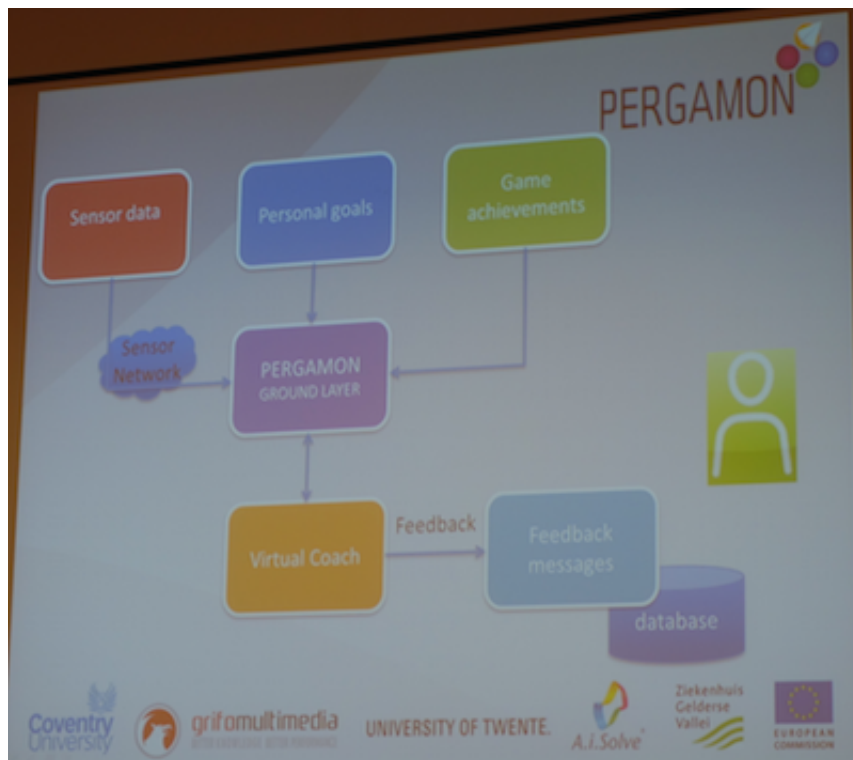 PERGAMON
Sensor data
Personal goals
Game
achievements
Sensor
Network
PERGAMON
GROUND LAYER
Virtual Coach
Feedback
Feedback
messages
database
Coventry
University
grifomultimedia
UNIVERSITY OF TWENTE.
A.i.Solve
Ziekenhuis
Gelderse
Vallei
EUROPEAN
COMMISSION